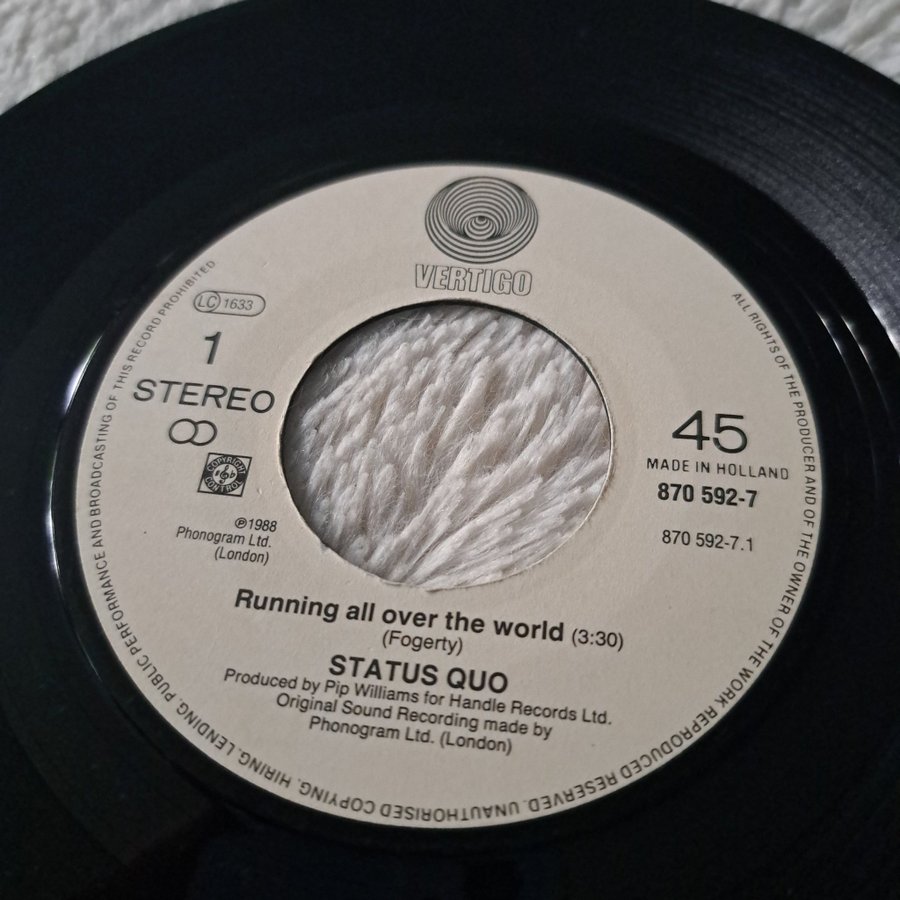 VERTIGO
LC 1633
1
STEREO
COPYRIGHT
CONTROL
℗1988
Phonogram Ltd.
(London)
45
MADE IN HOLLAND
870 592-7
870 592-7.1
Running all over the world (3:30)
(Fogerty)
STATUS QUO
Produced by Pip Williams for Handle Records Ltd.
Original Sound Recording made by
Phonogram Ltd. (London)
ALL RIGHTS OF THE PRODUCER AND OF THE OWNER OF THE WORK REPRODUCED RESERVED. UNAUTHORISED COPYING, HIRING, LENDING, PUBLIC PERFORMANCE AND BROADCASTING OF THIS RECORD PROHIBITED